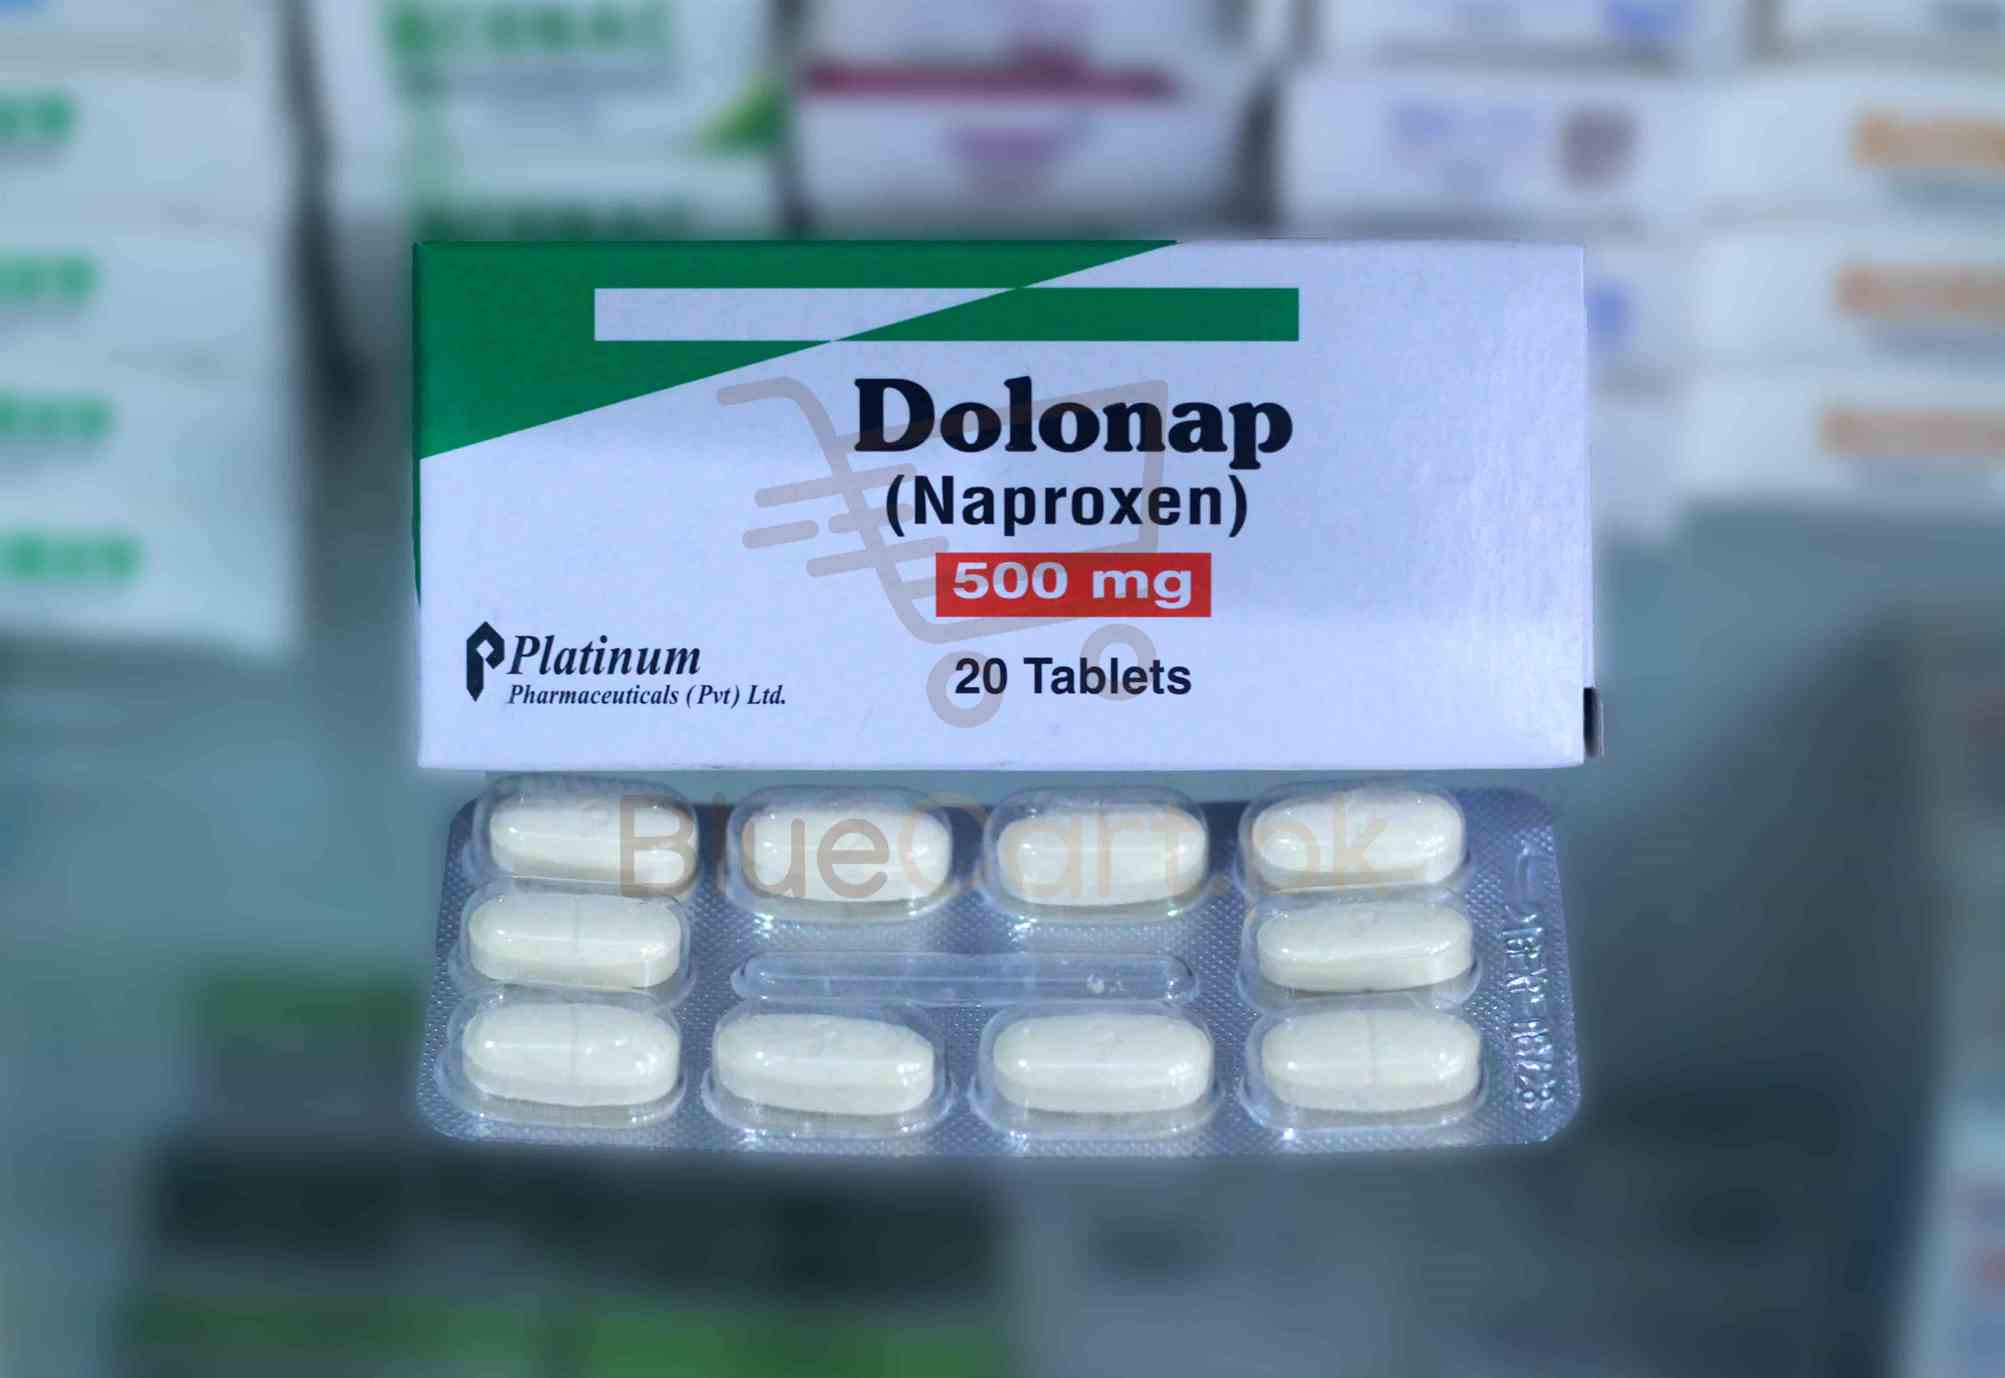 Dolonap
(Naproxen)
500 mg
20 Tablets
Platinum
Pharmaceuticals (Pvt) Ltd.
BlueCart.pk